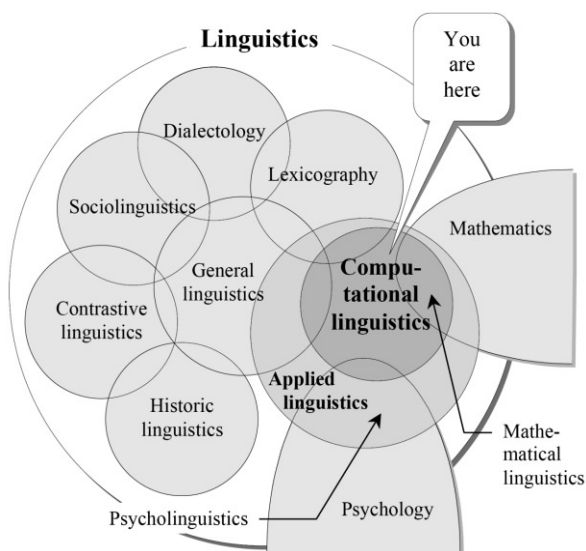 Linguistics
You
are
here
Dialectology
Lexicography
Sociolinguistics
Mathematics
General
linguistics
Compu-
tational
linguistics
Contrastive
linguistics
Applied
linguistics
Historic
linguistics
Mathe-
matical
linguistics
Psycholinguistics
Psychology